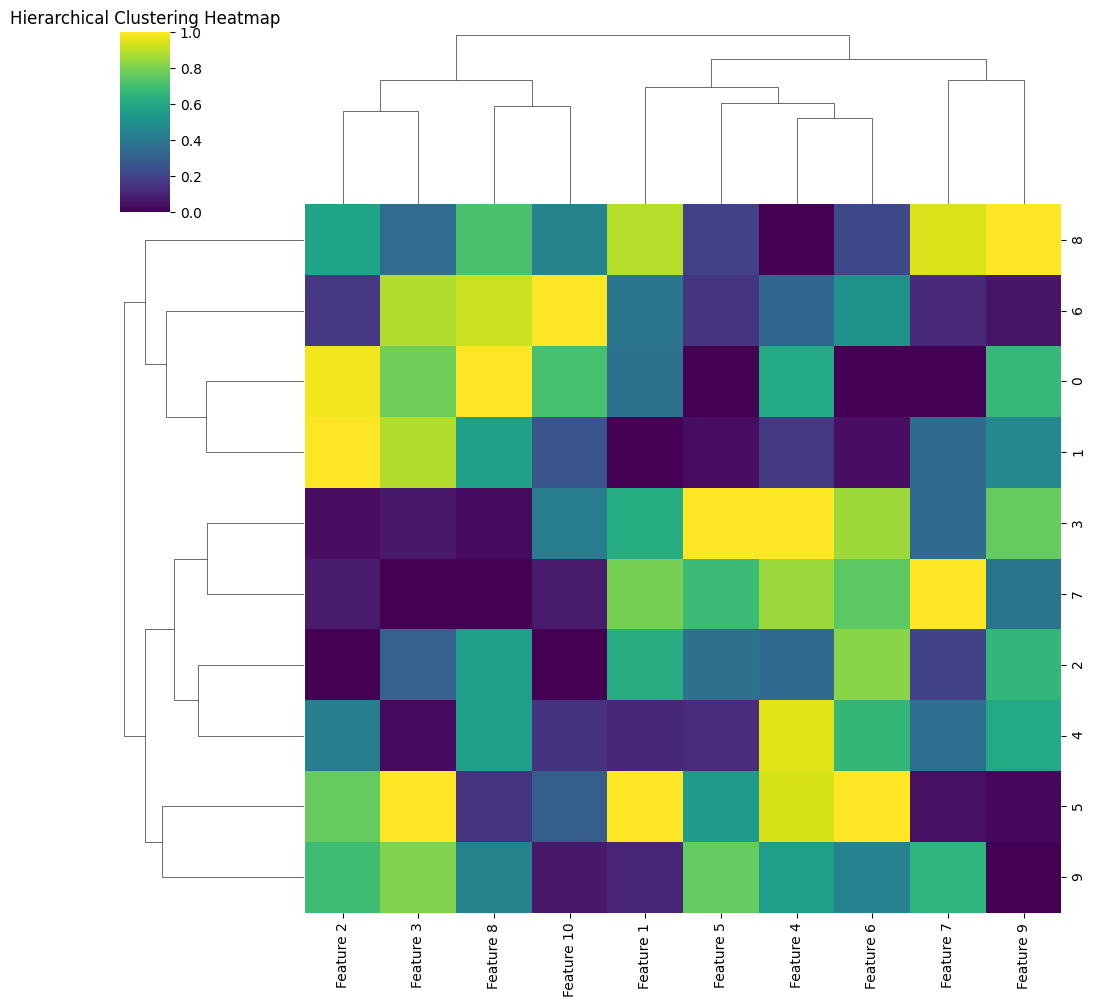 Hierarchical Clustering Heatmap
1.0
0.8
0.6
0.4
0.2
0.0
8
6
0
1
3
7
2
4
5
9
Feature 2
Feature 3
Feature 8
Feature 10
Feature 1
Feature 5
Feature 4
Feature 6
Feature 7
Feature 9